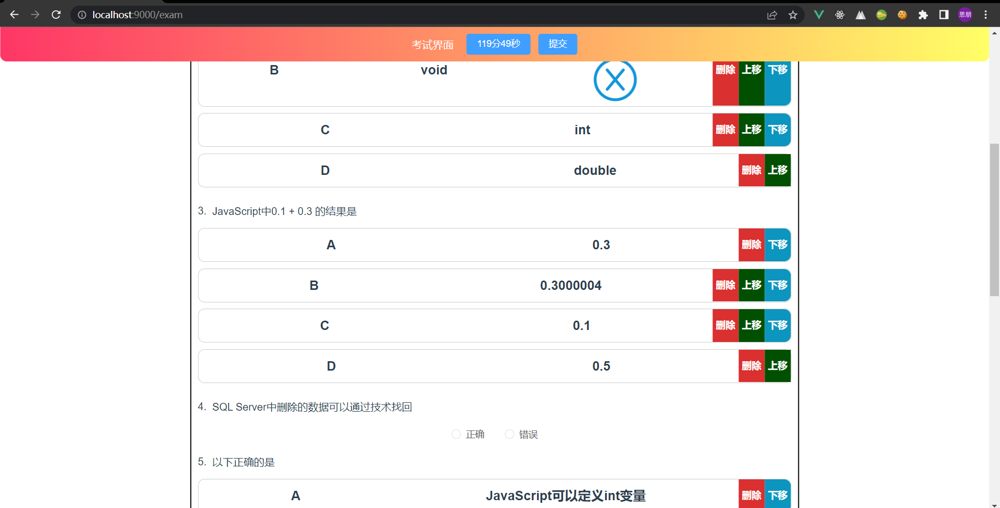 localhost:9000/exam
思朋
考试界面 119分49秒 提交
B void 删除 上移 下移
C int 删除 上移 下移
D double 删除 上移
3. JavaScript中0.1 + 0.3 的结果是
A 0.3 删除 下移
B 0.3000004 删除 上移 下移
C 0.1 删除 上移 下移
D 0.5 删除 上移
4. SQL Server中删除的数据可以通过技术找回
正确 错误
5. 以下正确的是
A JavaScript可以定义int变量 删除 下移